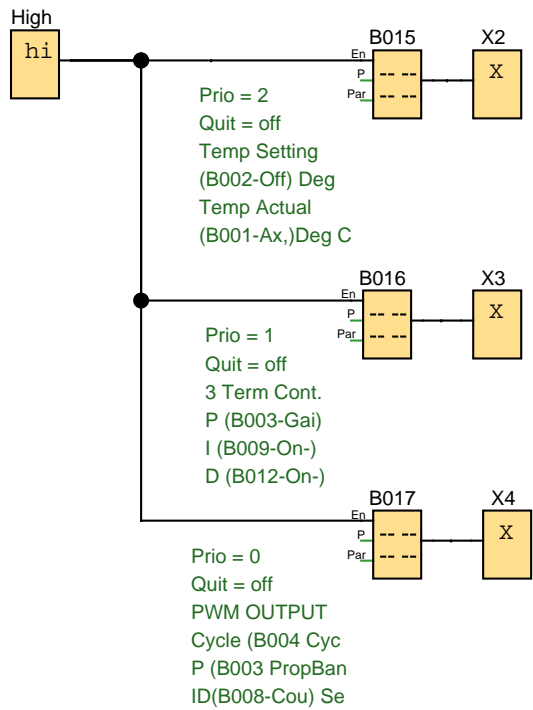 High
hi
B015
X2
En
P
Par
X
Prio = 2
Quit = off
Temp Setting
(B002-Off) Deg
Temp Actual
(B001-Ax,)Deg C
B016
X3
En
P
Par
X
Prio = 1
Quit = off
3 Term Cont.
P (B003-Gai)
I (B009-On-)
D (B012-On-)
B017
X4
En
P
Par
X
Prio = 0
Quit = off
PWM OUTPUT
Cycle (B004 Cyc
P (B003 PropBan
ID(B008-Cou) Se